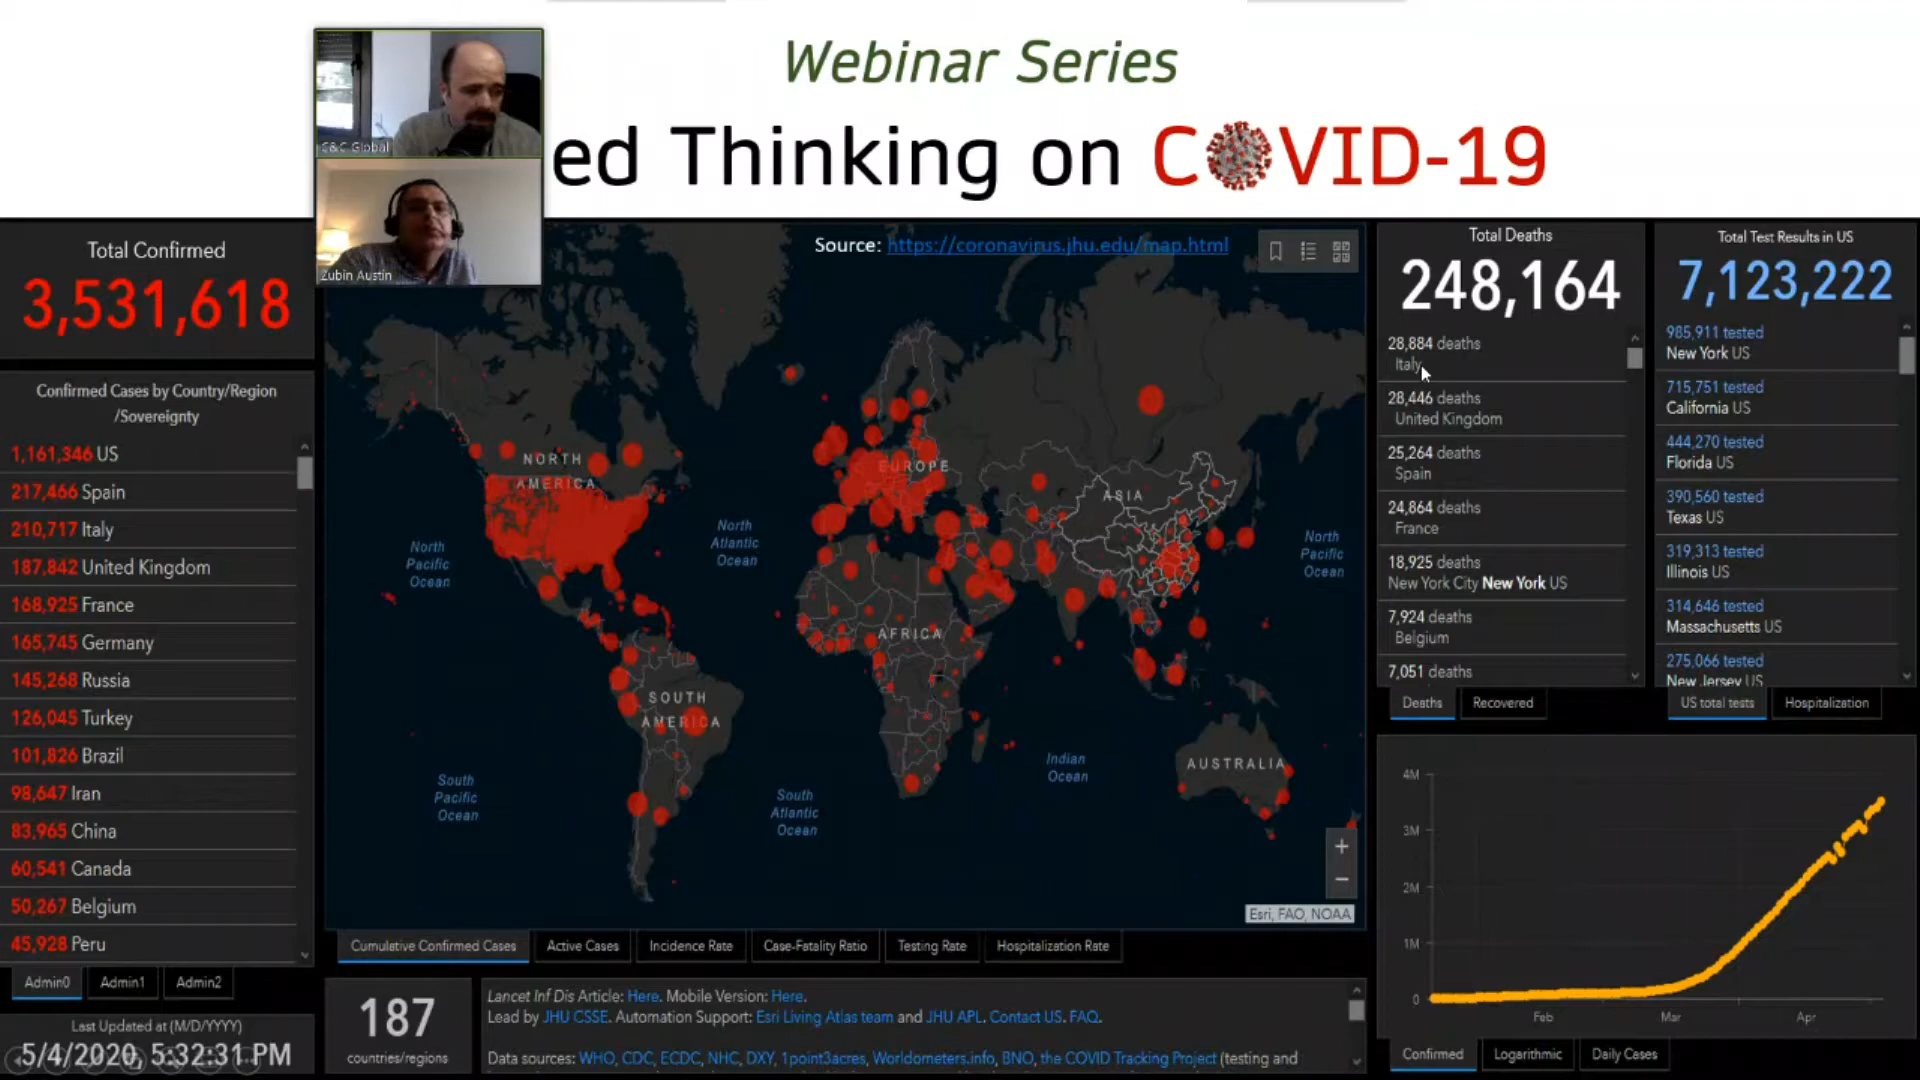 Webinar Series
ed Thinking on COVID-19
C&C Global
Zubin Austin
Total Confirmed
3,531,618
Confirmed Cases by Country/Region
/Sovereignty
1,161,346 US
217,466 Spain
210,717 Italy
187,842 United Kingdom
168,925 France
165,745 Germany
145,268 Russia
126,045 Turkey
101,826 Brazil
98,647 Iran
83,965 China
60,541 Canada
50,267 Belgium
45,928 Peru
Admin0 Admin1 Admin2
Last Updated at (M/D/YYYY)
5/4/2020, 5:32:31 PM
Source: https://coronavirus.jhu.edu/map.html
NORTH
AMERICA
EUROPE
ASIA
North
Pacific
Ocean
North
Atlantic
Ocean
North
Pacific
Ocean
AFRICA
SOUTH
AMERICA
AUSTRALIA
Indian
Ocean
South
Pacific
Ocean
South
Atlantic
Ocean
+
−
Esri, FAO, NOAA
Cumulative Confirmed Cases Active Cases Incidence Rate Case-Fatality Ratio Testing Rate Hospitalization Rate
187
countries/regions
Lancet Inf Dis Article: Here. Mobile Version: Here.
Lead by JHU CSSE. Automation Support: Esri Living Atlas team and JHU APL. Contact US. FAQ.
Data sources: WHO, CDC, ECDC, NHC, DXY, 1point3acres, Worldometers.info, BNO, the COVID Tracking Project (testing and
Total Deaths
248,164
28,884 deaths
Italy
28,446 deaths
United Kingdom
25,264 deaths
Spain
24,864 deaths
France
18,925 deaths
New York City New York US
7,924 deaths
Belgium
7,051 deaths
Deaths Recovered
Total Test Results in US
7,123,222
985,911 tested
New York US
715,751 tested
California US
444,270 tested
Florida US
390,560 tested
Texas US
319,313 tested
Illinois US
314,646 tested
Massachusetts US
275,066 tested
New Jersey US
US total tests Hospitalization
4M
3M
2M
1M
0
Feb Mar Apr
Confirmed Logarithmic Daily Cases